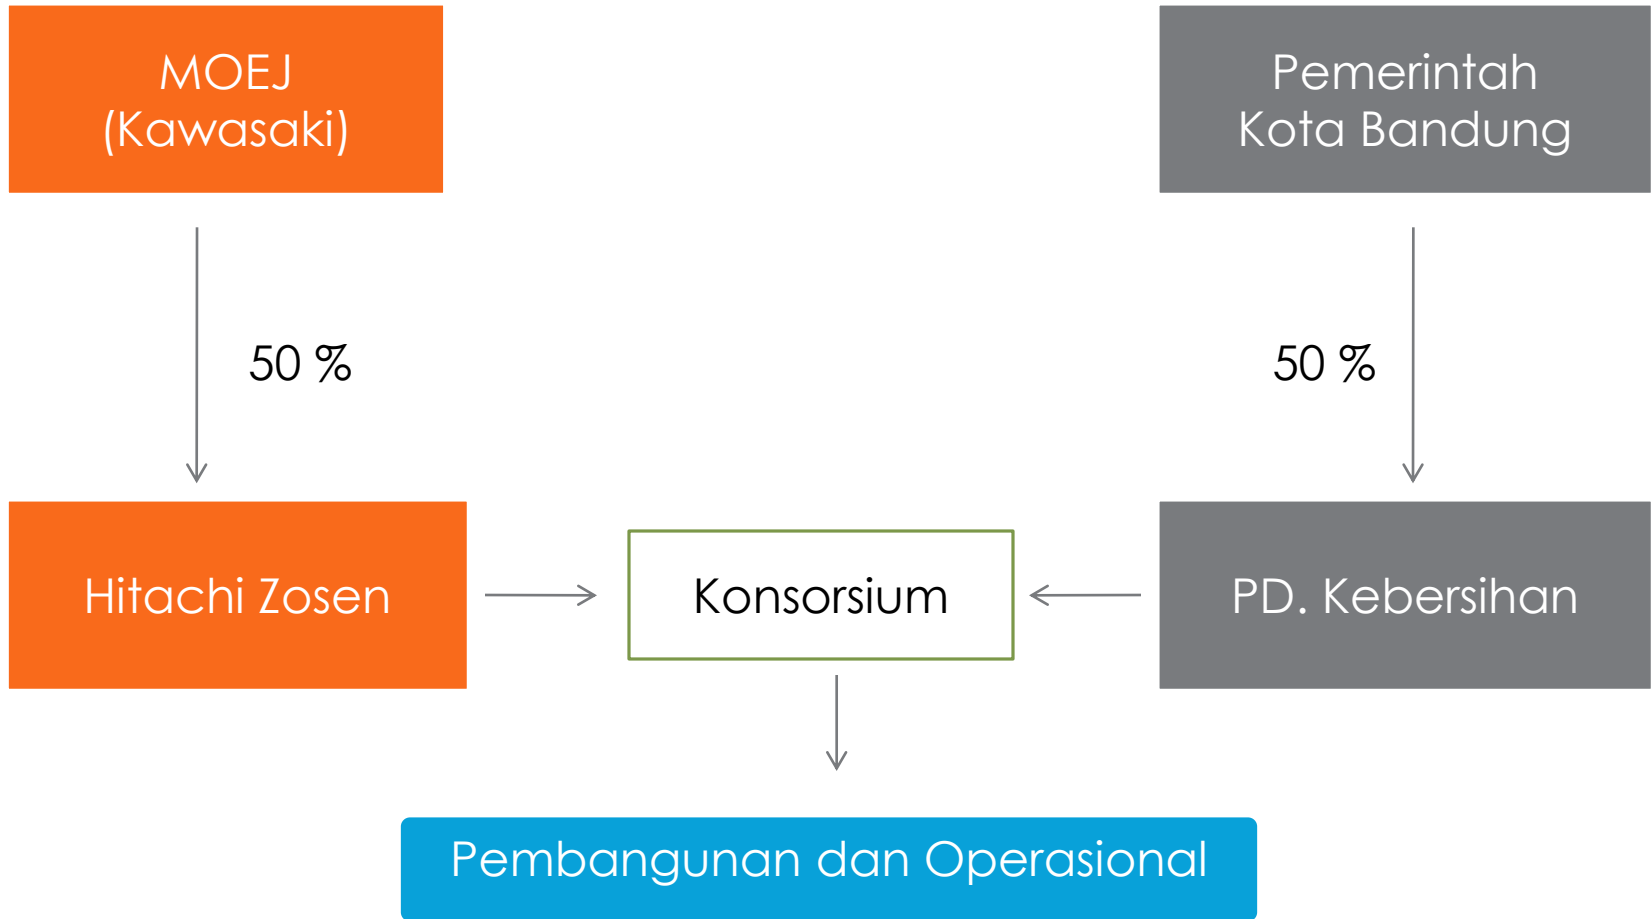 MOEJ
(Kawasaki)
Pemerintah
Kota Bandung
50 %
50 %
Hitachi Zosen
Konsorsium
PD. Kebersihan
Pembangunan dan Operasional